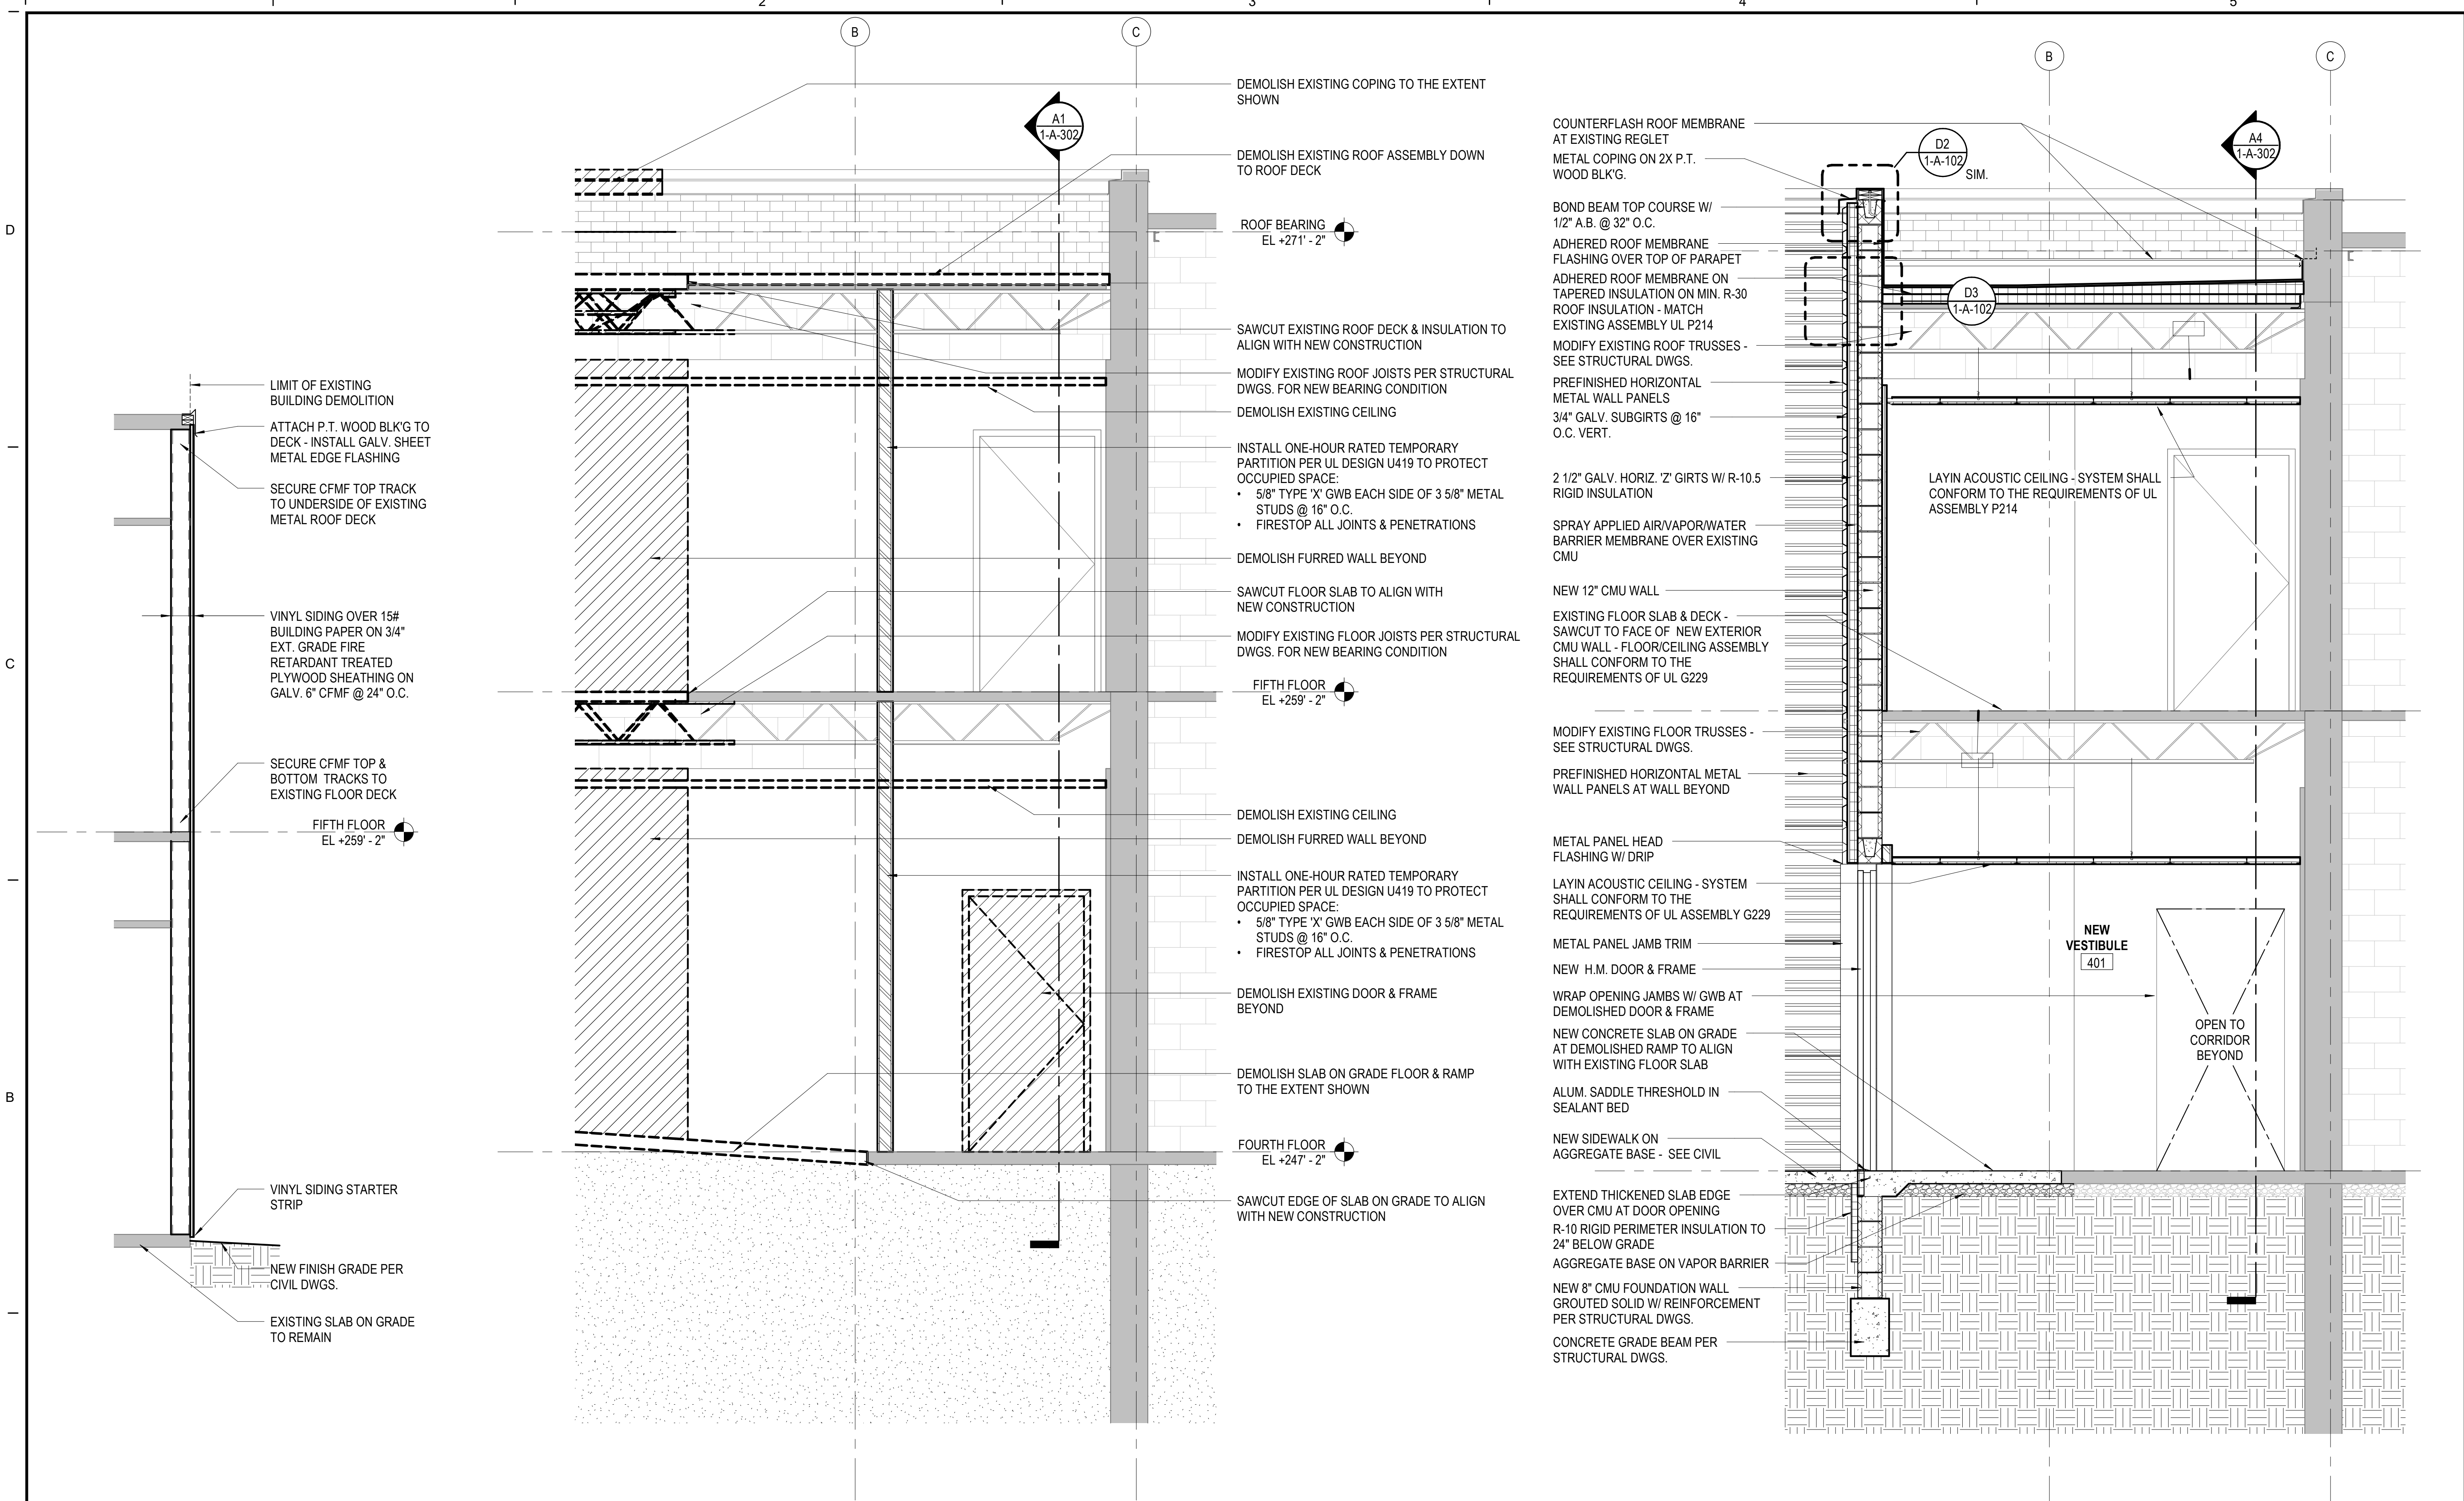 1
2
3
4
5
D
C
B
LIMIT OF EXISTING
BUILDING DEMOLITION
ATTACH P.T. WOOD BLK'G TO
DECK - INSTALL GALV. SHEET
METAL EDGE FLASHING
SECURE CFMF TOP TRACK
TO UNDERSIDE OF EXISTING
METAL ROOF DECK
VINYL SIDING OVER 15#
BUILDING PAPER ON 3/4"
EXT. GRADE FIRE
RETARDANT TREATED
PLYWOOD SHEATHING ON
GALV. 6" CFMF @ 24" O.C.
SECURE CFMF TOP &
BOTTOM TRACKS TO
EXISTING FLOOR DECK
FIFTH FLOOR
EL +259' - 2"
VINYL SIDING STARTER
STRIP
NEW FINISH GRADE PER
CIVIL DWGS.
EXISTING SLAB ON GRADE
TO REMAIN
B
C
A1
1-A-302
DEMOLISH EXISTING COPING TO THE EXTENT
SHOWN
DEMOLISH EXISTING ROOF ASSEMBLY DOWN
TO ROOF DECK
ROOF BEARING
EL +271' - 2"
SAWCUT EXISTING ROOF DECK & INSULATION TO
ALIGN WITH NEW CONSTRUCTION
MODIFY EXISTING ROOF JOISTS PER STRUCTURAL
DWGS. FOR NEW BEARING CONDITION
DEMOLISH EXISTING CEILING
INSTALL ONE-HOUR RATED TEMPORARY
PARTITION PER UL DESIGN U419 TO PROTECT
OCCUPIED SPACE:
• 5/8" TYPE 'X' GWB EACH SIDE OF 3 5/8" METAL
STUDS @ 16" O.C.
• FIRESTOP ALL JOINTS & PENETRATIONS
DEMOLISH FURRED WALL BEYOND
SAWCUT FLOOR SLAB TO ALIGN WITH
NEW CONSTRUCTION
MODIFY EXISTING FLOOR JOISTS PER STRUCTURAL
DWGS. FOR NEW BEARING CONDITION
FIFTH FLOOR
EL +259' - 2"
DEMOLISH EXISTING CEILING
DEMOLISH FURRED WALL BEYOND
INSTALL ONE-HOUR RATED TEMPORARY
PARTITION PER UL DESIGN U419 TO PROTECT
OCCUPIED SPACE:
• 5/8" TYPE 'X' GWB EACH SIDE OF 3 5/8" METAL
STUDS @ 16" O.C.
• FIRESTOP ALL JOINTS & PENETRATIONS
DEMOLISH EXISTING DOOR & FRAME
BEYOND
DEMOLISH SLAB ON GRADE FLOOR & RAMP
TO THE EXTENT SHOWN
FOURTH FLOOR
EL +247' - 2"
SAWCUT EDGE OF SLAB ON GRADE TO ALIGN
WITH NEW CONSTRUCTION
B
C
D2
1-A-102
SIM.
A4
1-A-302
D3
1-A-102
COUNTERFLASH ROOF MEMBRANE
AT EXISTING REGLET
METAL COPING ON 2X P.T.
WOOD BLK'G.
BOND BEAM TOP COURSE W/
1/2" A.B. @ 32" O.C.
ADHERED ROOF MEMBRANE
FLASHING OVER TOP OF PARAPET
ADHERED ROOF MEMBRANE ON
TAPERED INSULATION ON MIN. R-30
ROOF INSULATION - MATCH
EXISTING ASSEMBLY UL P214
MODIFY EXISTING ROOF TRUSSES -
SEE STRUCTURAL DWGS.
PREFINISHED HORIZONTAL
METAL WALL PANELS
3/4" GALV. SUBGIRTS @ 16"
O.C. VERT.
2 1/2" GALV. HORIZ. 'Z' GIRTS W/ R-10.5
RIGID INSULATION
SPRAY APPLIED AIR/VAPOR/WATER
BARRIER MEMBRANE OVER EXISTING
CMU
NEW 12" CMU WALL
EXISTING FLOOR SLAB & DECK -
SAWCUT TO FACE OF NEW EXTERIOR
CMU WALL - FLOOR/CEILING ASSEMBLY
SHALL CONFORM TO THE
REQUIREMENTS OF UL G229
MODIFY EXISTING FLOOR TRUSSES -
SEE STRUCTURAL DWGS.
PREFINISHED HORIZONTAL METAL
WALL PANELS AT WALL BEYOND
METAL PANEL HEAD
FLASHING W/ DRIP
LAYIN ACOUSTIC CEILING - SYSTEM
SHALL CONFORM TO THE
REQUIREMENTS OF UL ASSEMBLY G229
METAL PANEL JAMB TRIM
NEW H.M. DOOR & FRAME
WRAP OPENING JAMBS W/ GWB AT
DEMOLISHED DOOR & FRAME
NEW CONCRETE SLAB ON GRADE
AT DEMOLISHED RAMP TO ALIGN
WITH EXISTING FLOOR SLAB
ALUM. SADDLE THRESHOLD IN
SEALANT BED
NEW SIDEWALK ON
AGGREGATE BASE - SEE CIVIL
EXTEND THICKENED SLAB EDGE
OVER CMU AT DOOR OPENING
R-10 RIGID PERIMETER INSULATION TO
24" BELOW GRADE
AGGREGATE BASE ON VAPOR BARRIER
NEW 8" CMU FOUNDATION WALL
GROUTED SOLID W/ REINFORCEMENT
PER STRUCTURAL DWGS.
CONCRETE GRADE BEAM PER
STRUCTURAL DWGS.
LAYIN ACOUSTIC CEILING - SYSTEM SHALL
CONFORM TO THE REQUIREMENTS OF UL
ASSEMBLY P214
NEW
VESTIBULE
401
OPEN TO
CORRIDOR
BEYOND